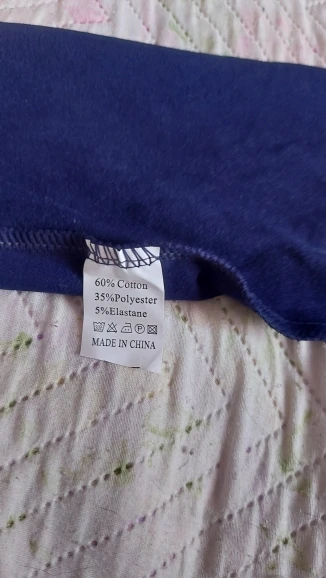 60% Cotton
35%Polyester
5%Elastane
MADE IN CHINA